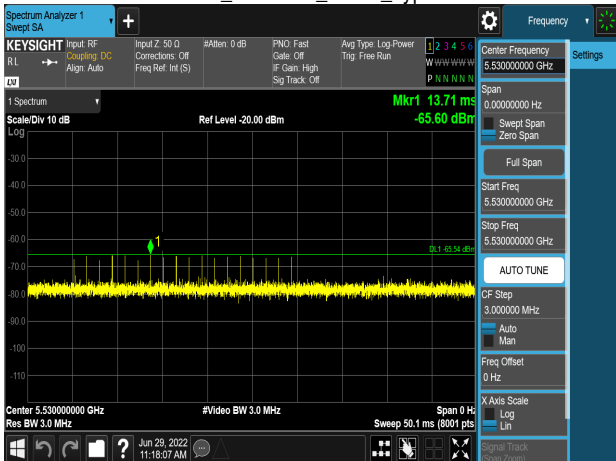 Spectrum Analyzer 1
Swept SA
+
Frequency
KEYSIGHT
RL
LXI
Input: RF
Coupling: DC
Align: Auto
Input Z: 50 Ω
Corrections: Off
Freq Ref: Int (S)
#Atten: 0 dB
PNO: Fast
Gate: Off
IF Gain: High
Sig Track: Off
Avg Type: Log-Power
Trig: Free Run
1 2 3 4 5 6
W W W W W W
P N N N N N
1 Spectrum
Scale/Div 10 dB
Log
Ref Level -20.00 dBm
Mkr1 13.71 ms
-65.60 dBm
-30.0
-40.0
-50.0
-60.0
-70.0
-80.0
-90.0
-100
-110
1
DL1 -65.54 dBm
Center 5.530000000 GHz
Res BW 3.0 MHz
#Video BW 3.0 MHz
Span 0 Hz
Sweep 50.1 ms (8001 pts
Center Frequency
5.530000000 GHz
Span
0.00000000 Hz
Swept Span
Zero Span
Full Span
Start Freq
5.530000000 GHz
Stop Freq
5.530000000 GHz
AUTO TUNE
CF Step
3.000000 MHz
Auto
Man
Freq Offset
0 Hz
X Axis Scale
Log
Lin
Signal Track
(Span Zoom)
Settings
?
Jun 29, 2022
11:18:07 AM